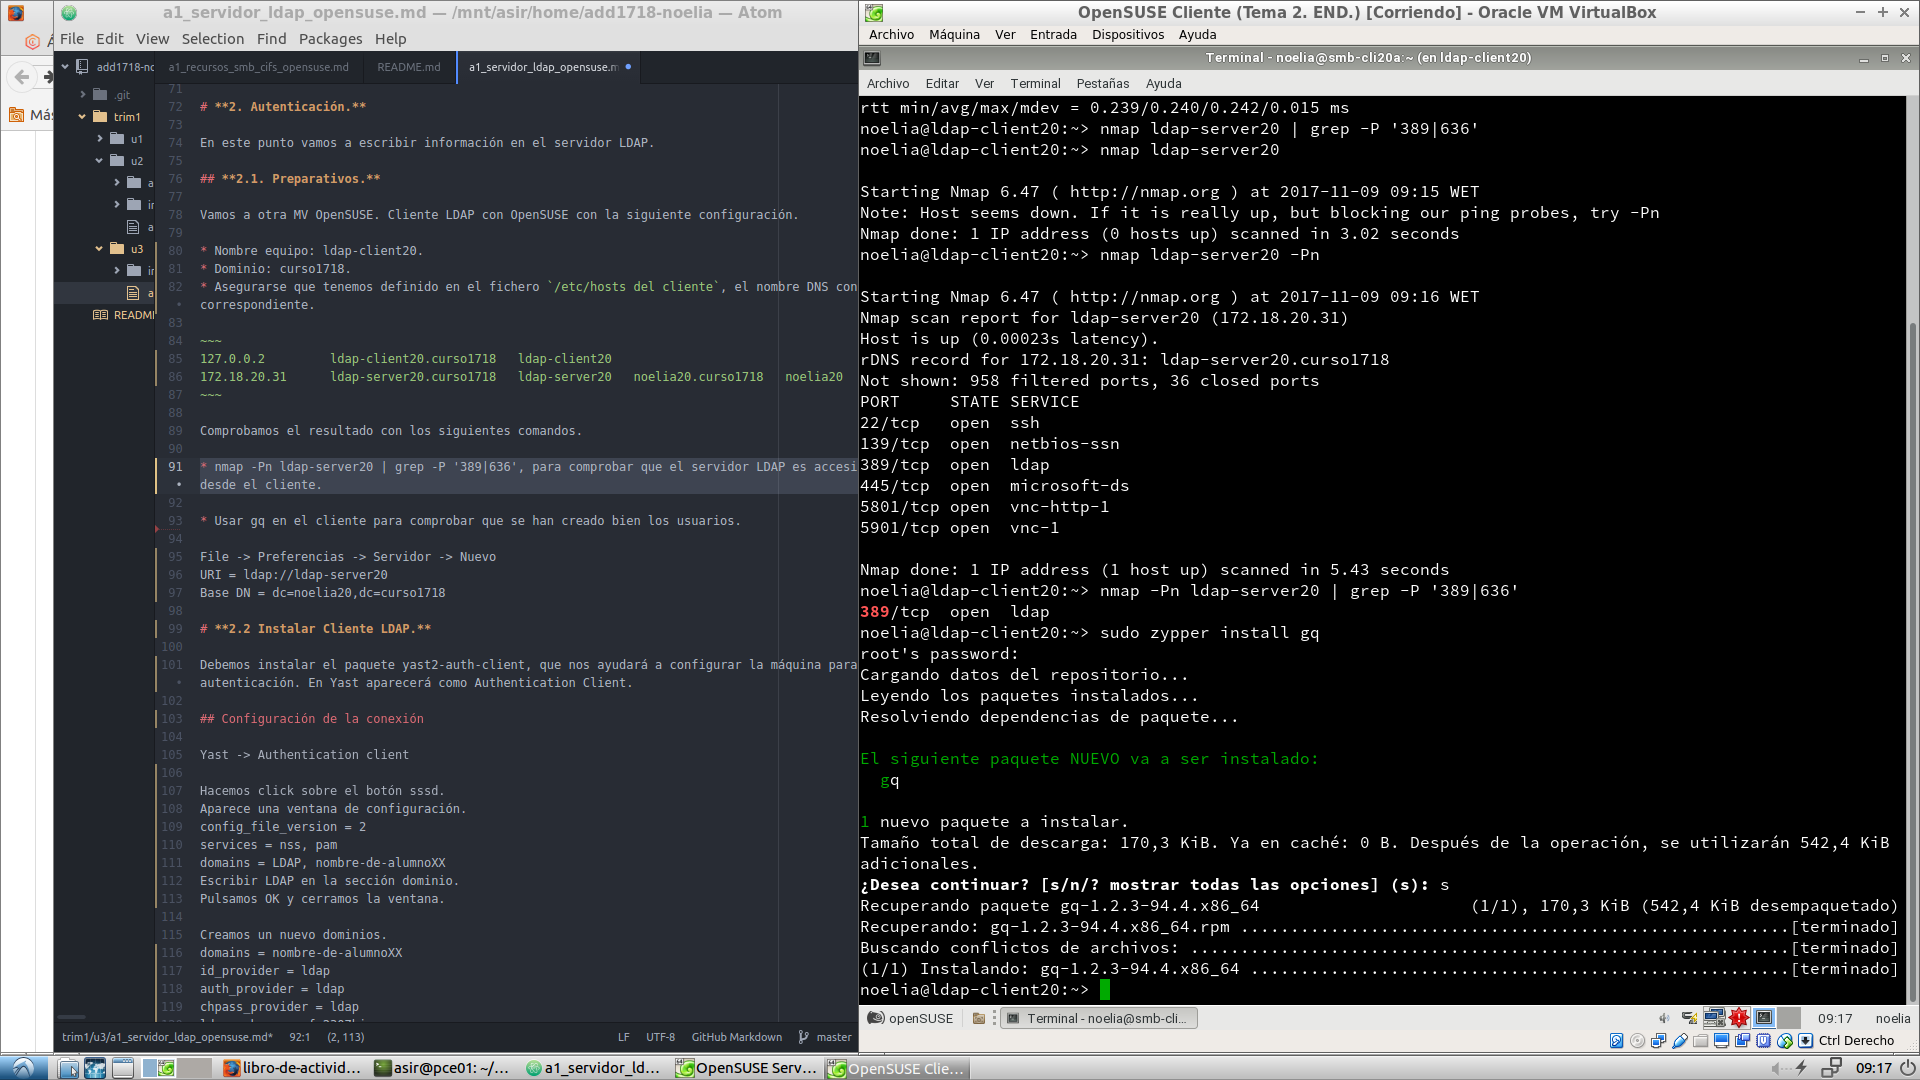 a1_servidor_ldap_opensuse.md — /mnt/asir/home/add1718-noelia — Atom
File Edit View Selection Find Packages Help
Más
add1718-no
.git
trim1
u1
u2
a
in
a
u3
in
a
READM
a1_recursos_smb_cifs_opensuse.md
README.md
a1_servidor_ldap_opensuse.m
71
72 # **2. Autenticación.**
73
74 En este punto vamos a escribir información en el servidor LDAP.
75
76 ## **2.1. Preparativos.**
77
78 Vamos a otra MV OpenSUSE. Cliente LDAP con OpenSUSE con la siguiente configuración.
79
80 * Nombre equipo: ldap-client20.
81 * Dominio: curso1718.
82 * Asegurarse que tenemos definido en el fichero `/etc/hosts del cliente`, el nombre DNS con
• correspondiente.
83
84 ~~~
85 127.0.0.2 ldap-client20.curso1718 ldap-client20
86 172.18.20.31 ldap-server20.curso1718 ldap-server20 noelia20.curso1718 noelia20
87 ~~~
88
89 Comprobamos el resultado con los siguientes comandos.
90
91 * nmap -Pn ldap-server20 | grep -P '389|636', para comprobar que el servidor LDAP es accesi
• desde el cliente.
92
93 * Usar gq en el cliente para comprobar que se han creado bien los usuarios.
94
95 File -> Preferencias -> Servidor -> Nuevo
96 URI = ldap://ldap-server20
97 Base DN = dc=noelia20,dc=curso1718
98
99 # **2.2 Instalar Cliente LDAP.**
100
101 Debemos instalar el paquete yast2-auth-client, que nos ayudará a configurar la máquina para
• autenticación. En Yast aparecerá como Authentication Client.
102
103 ## Configuración de la conexión
104
105 Yast -> Authentication client
106
107 Hacemos click sobre el botón sssd.
108 Aparece una ventana de configuración.
109 config_file_version = 2
110 services = nss, pam
111 domains = LDAP, nombre-de-alumnoXX
112 Escribir LDAP en la sección dominio.
113 Pulsamos OK y cerramos la ventana.
114
115 Creamos un nuevo dominios.
116 domains = nombre-de-alumnoXX
117 id_provider = ldap
118 auth_provider = ldap
119 chpass_provider = ldap
trim1/u3/a1_servidor_ldap_opensuse.md* 92:1 (2, 113) LF UTF-8 GitHub Markdown master
OpenSUSE Cliente (Tema 2. END.) [Corriendo] - Oracle VM VirtualBox
Archivo Máquina Ver Entrada Dispositivos Ayuda
Terminal - noelia@smb-cli20a:~ (en ldap-client20)
Archivo Editar Ver Terminal Pestañas Ayuda
rtt min/avg/max/mdev = 0.239/0.240/0.242/0.015 ms
noelia@ldap-client20:~> nmap ldap-server20 | grep -P '389|636'
noelia@ldap-client20:~> nmap ldap-server20
Starting Nmap 6.47 ( http://nmap.org ) at 2017-11-09 09:15 WET
Note: Host seems down. If it is really up, but blocking our ping probes, try -Pn
Nmap done: 1 IP address (0 hosts up) scanned in 3.02 seconds
noelia@ldap-client20:~> nmap ldap-server20 -Pn
Starting Nmap 6.47 ( http://nmap.org ) at 2017-11-09 09:16 WET
Nmap scan report for ldap-server20 (172.18.20.31)
Host is up (0.00023s latency).
rDNS record for 172.18.20.31: ldap-server20.curso1718
Not shown: 958 filtered ports, 36 closed ports
PORT STATE SERVICE
22/tcp open ssh
139/tcp open netbios-ssn
389/tcp open ldap
445/tcp open microsoft-ds
5801/tcp open vnc-http-1
5901/tcp open vnc-1
Nmap done: 1 IP address (1 host up) scanned in 5.43 seconds
noelia@ldap-client20:~> nmap -Pn ldap-server20 | grep -P '389|636'
389/tcp open ldap
noelia@ldap-client20:~> sudo zypper install gq
root's password:
Cargando datos del repositorio...
Leyendo los paquetes instalados...
Resolviendo dependencias de paquete...
El siguiente paquete NUEVO va a ser instalado:
gq
1 nuevo paquete a instalar.
Tamaño total de descarga: 170,3 KiB. Ya en caché: 0 B. Después de la operación, se utilizarán 542,4 KiB
adicionales.
¿Desea continuar? [s/n/? mostrar todas las opciones] (s): s
Recuperando paquete gq-1.2.3-94.4.x86_64 (1/1), 170,3 KiB (542,4 KiB desempaquetado)
Recuperando: gq-1.2.3-94.4.x86_64.rpm .......................................................[terminado]
Buscando conflictos de archivos: ............................................................[terminado]
(1/1) Instalando: gq-1.2.3-94.4.x86_64 ......................................................[terminado]
noelia@ldap-client20:~>
openSUSE Terminal - noelia@smb-cli... 09:17 noelia
Ctrl Derecho
libro-de-activid... asir@pce01: ~/... a1_servidor_ld... OpenSUSE Serv... OpenSUSE Clie... 09:17